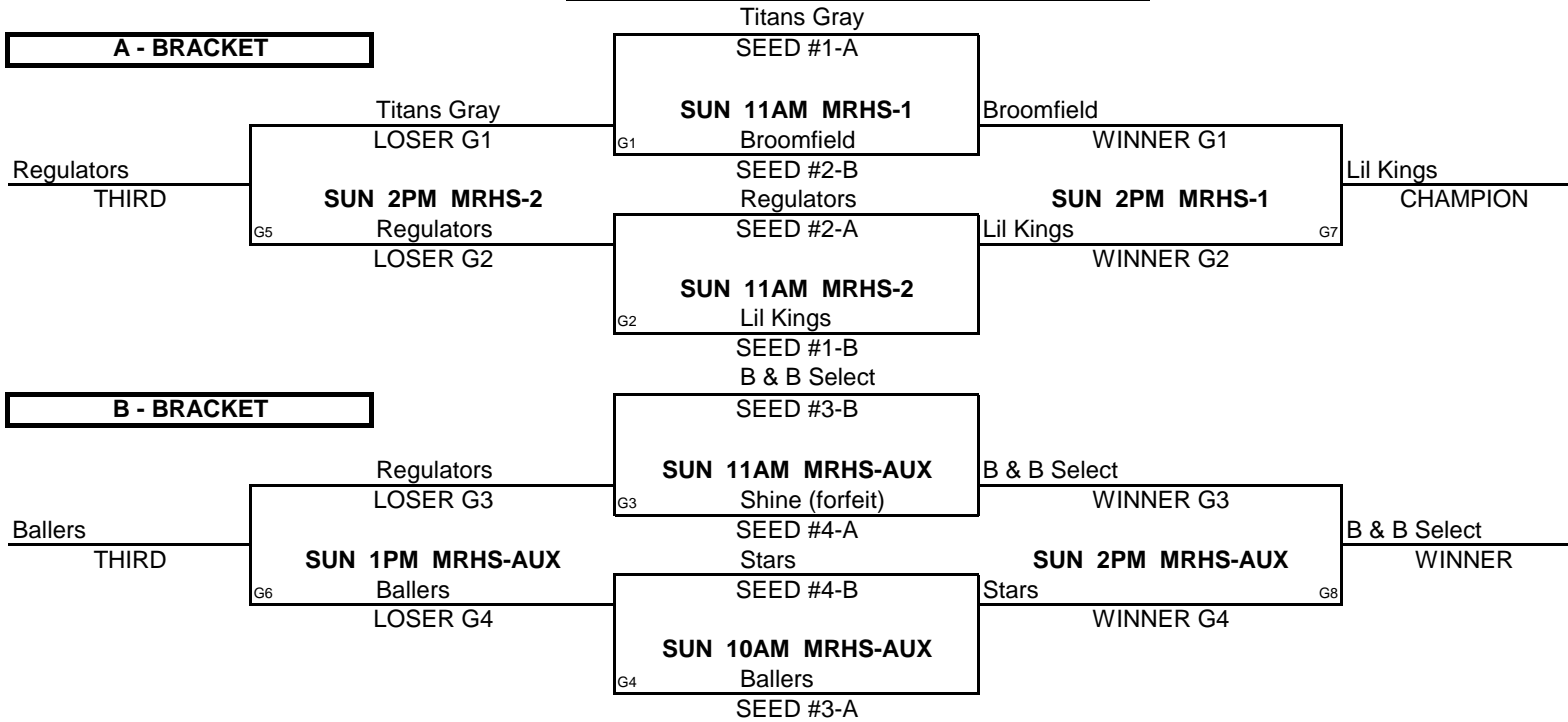 Titans Gray
A - BRACKET SEED #1-A
Titans Gray SUN 11AM MRHS-1 Broomfield
LOSER G1 G1 Broomfield WINNER G1
Regulators SEED #2-B Lil Kings
THIRD SUN 2PM MRHS-2 Regulators SUN 2PM MRHS-1 CHAMPION
G5 Regulators SEED #2-A Lil Kings G7
LOSER G2 WINNER G2
SUN 11AM MRHS-2
G2 Lil Kings
SEED #1-B
B & B Select
B - BRACKET SEED #3-B
Regulators SUN 11AM MRHS-AUX B & B Select
LOSER G3 G3 Shine (forfeit) WINNER G3
Ballers SEED #4-A B & B Select
THIRD SUN 1PM MRHS-AUX Stars SUN 2PM MRHS-AUX WINNER
G6 Ballers SEED #4-B Stars G8
LOSER G4 WINNER G4
SUN 10AM MRHS-AUX
G4 Ballers
SEED #3-A